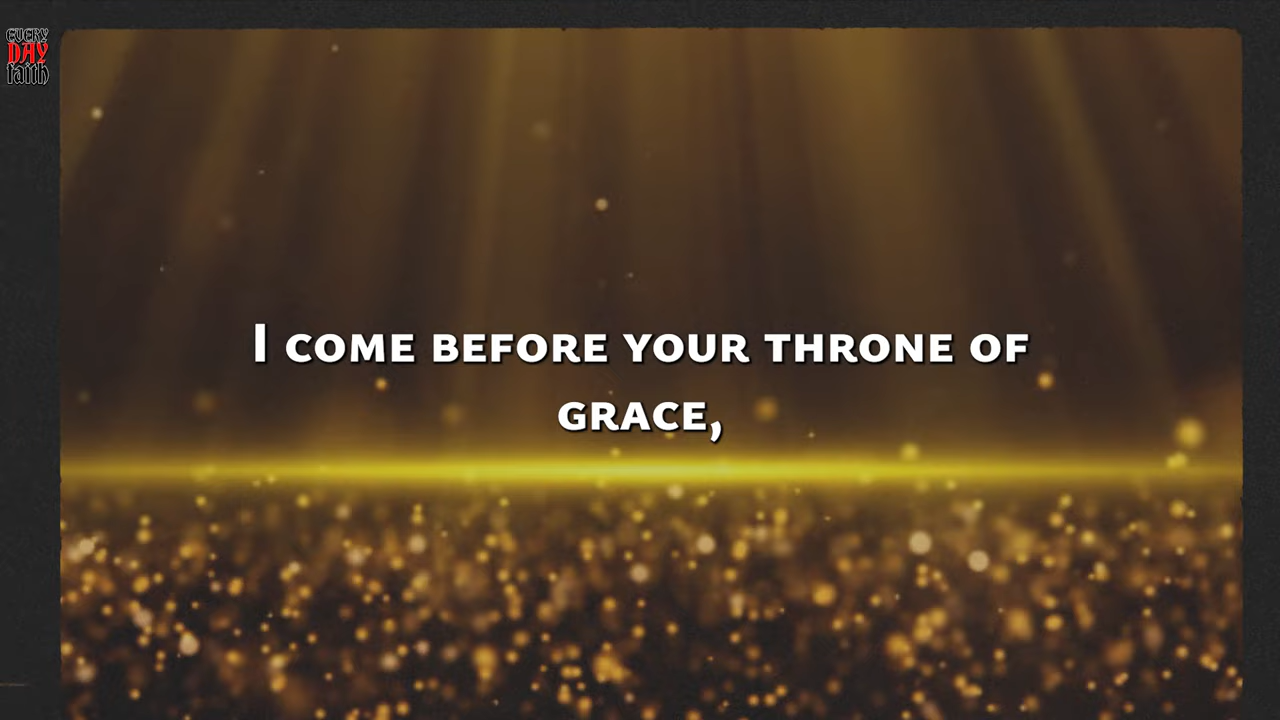 EVERY
DAY
faith
I COME BEFORE YOUR THRONE OF
GRACE,